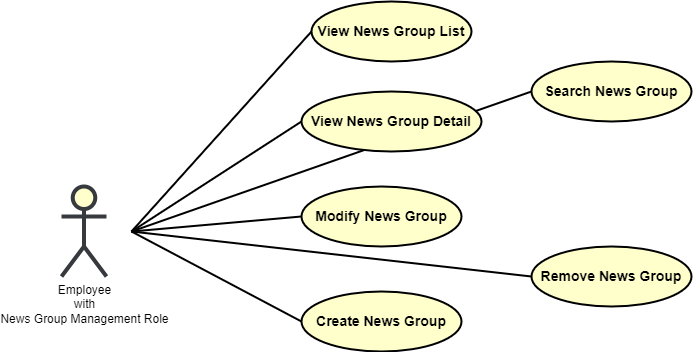 View News Group List
Search News Group
View News Group Detail
Modify News Group
Remove News Group
Employee
with
News Group Management Role
Create News Group